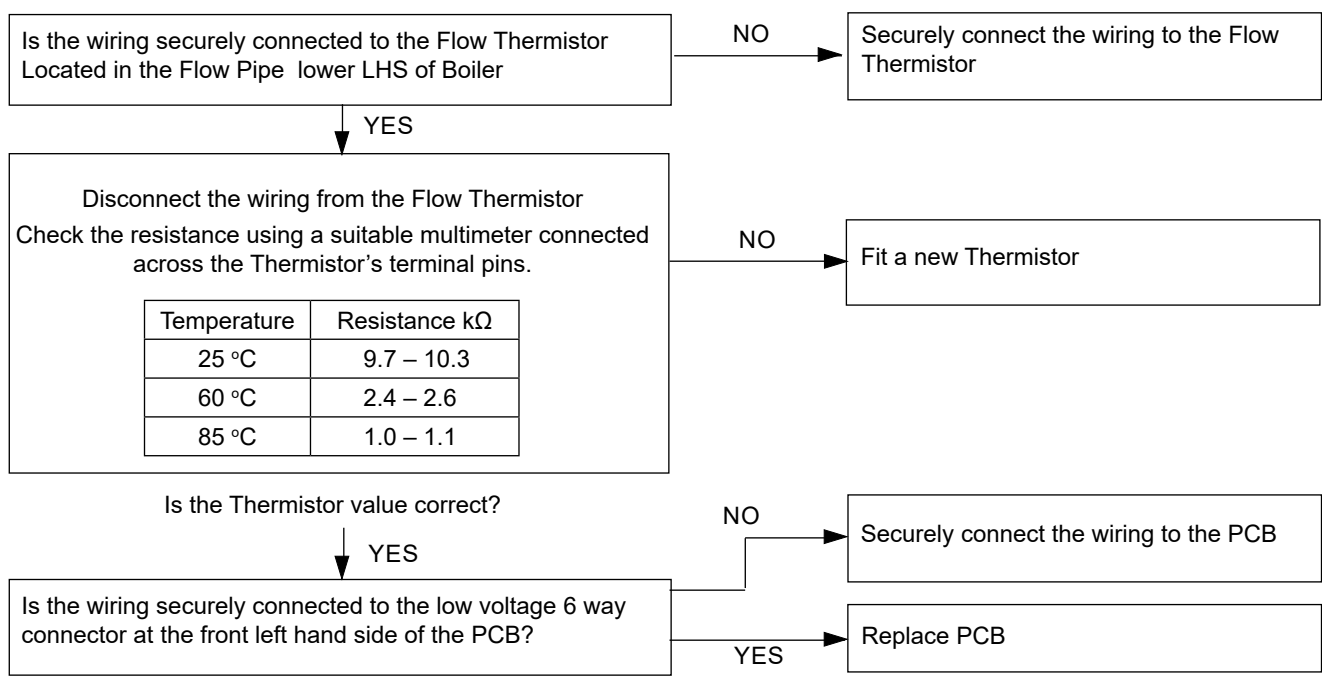 Is the wiring securely connected to the Flow Thermistor
Located in the Flow Pipe lower LHS of Boiler
NO
Securely connect the wiring to the Flow
Thermistor
YES
Disconnect the wiring from the Flow Thermistor
Check the resistance using a suitable multimeter connected
across the Thermistor’s terminal pins.
Temperature Resistance kΩ
25 °C 9.7 – 10.3
60 °C 2.4 – 2.6
85 °C 1.0 – 1.1
NO
Fit a new Thermistor
Is the Thermistor value correct?
YES
Is the wiring securely connected to the low voltage 6 way
connector at the front left hand side of the PCB?
NO
Securely connect the wiring to the PCB
YES
Replace PCB